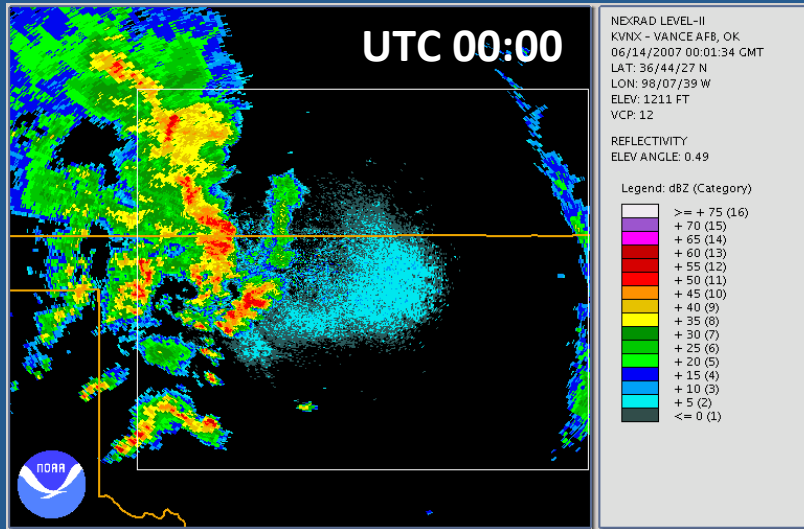 UTC 00:00
NEXRAD LEVEL-II
KVNX - VANCE AFB, OK
06/14/2007 00:01:34 GMT
LAT: 36/44/27 N
LON: 98/07/39 W
ELEV: 1211 FT
VCP: 12
REFLECTIVITY
ELEV ANGLE: 0.49
Legend: dBZ (Category)
>= + 75 (16)
+ 70 (15)
+ 65 (14)
+ 60 (13)
+ 55 (12)
+ 50 (11)
+ 45 (10)
+ 40 (9)
+ 35 (8)
+ 30 (7)
+ 25 (6)
+ 20 (5)
+ 15 (4)
+ 10 (3)
+ 5 (2)
<= 0 (1)
NOAA